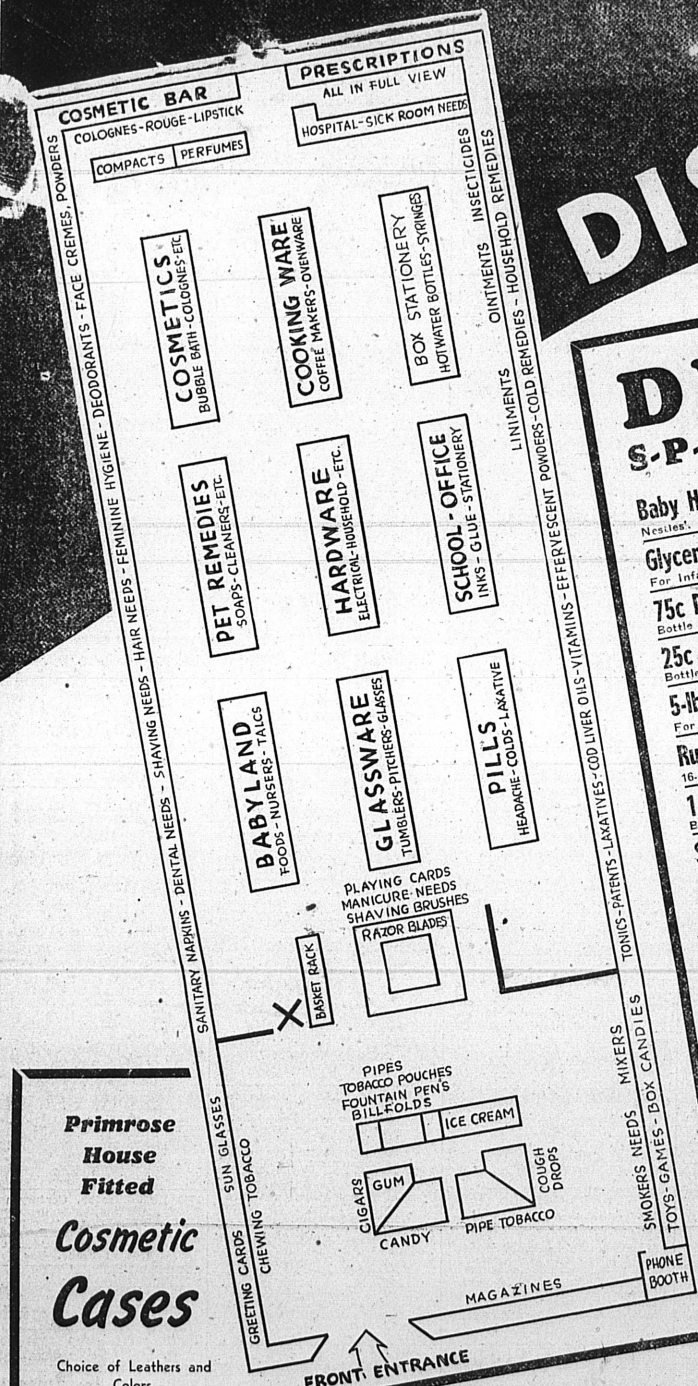 COSMETIC BAR
COLOGNES-ROUGE-LIPSTICK
COMPACTS
PERFUMES
PRESCRIPTIONS
ALL IN FULL VIEW
HOSPITAL-SICK ROOM NEEDS
SANITARY NAPKINS - DENTAL NEEDS - SHAVING NEEDS - HAIR NEEDS - FEMININE HYGIENE - DEODORANTS - FACE CREMES, POWDERS
COSMETICS
BUBBLE BATH-COLOGNES-ETC.
COOKING WARE
COFFEE MAKERS-OVENWARE
BOX STATIONERY
HOTWATER BOTTLES-SYRINGES
LINIMENTS OINTMENTS INSECTICIDES
TONICS-PATENTS-LAXATIVES-COD LIVER OILS-VITAMINS-EFFERVESCENT POWDERS-COLD REMEDIES-HOUSEHOLD REMEDIES
PET REMEDIES
SOAPS-CLEANERS-ETC.
HARDWARE
ELECTRICAL-HOUSEHOLD-ETC.
SCHOOL-OFFICE
INKS-GLUE-STATIONERY
BABYLAND
FOODS-NURSERS-TALCS
GLASSWARE
TUMBLERS-PITCHERS-GLASSES
PILLS
HEADACHE-COLDS-LAXATIVE
PLAYING CARDS
MANICURE NEEDS
SHAVING BRUSHES
RAZOR BLADES
BASKET RACK
X
PIPES
TOBACCO POUCHES
FOUNTAIN PEN'S
BILLFOLDS
ICE CREAM
GUM
CIGARS
CANDY
PIPE TOBACCO
COUGH
DROPS
GREETING CARDS SUN GLASSES
CHEWING TOBACCO
SMOKERS NEEDS MIXERS
TOYS-GAMES-BOX CANDIES
PHONE
BOOTH
MAGAZINES
FRONT ENTRANCE
Primrose
House
Fitted
Cosmetic
Cases
Choice of Leathers and
Colors
DIS
D
S-P-
Baby H
Nestles'.
Glycer
For Infa
75c
Bottle
25c
Bottle
5-lb
For
Ru
16-
1